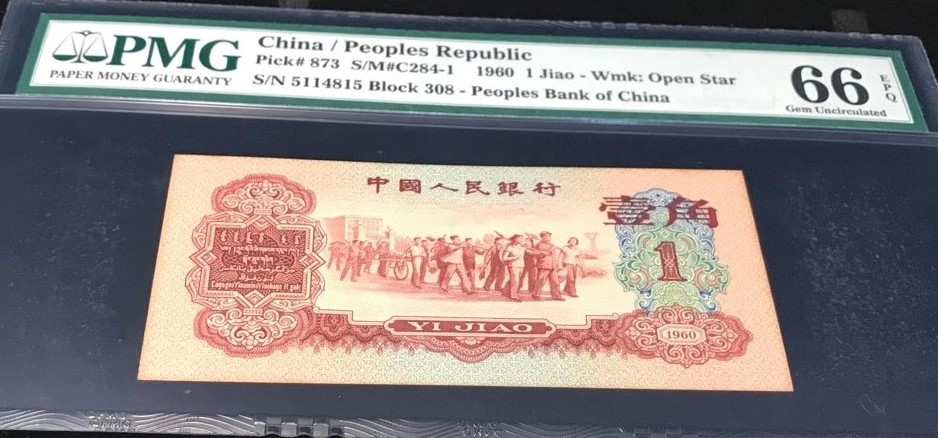 PMG
PAPER MONEY GUARANTY
China / Peoples Republic
Pick# 873 S/M#C284-1 1960 1 Jiao - Wmk: Open Star
S/N 5114815 Block 308 - Peoples Bank of China
66 EPQ
Gem Uncirculated
中國人民銀行
壹角
1
YI JIAO
1960